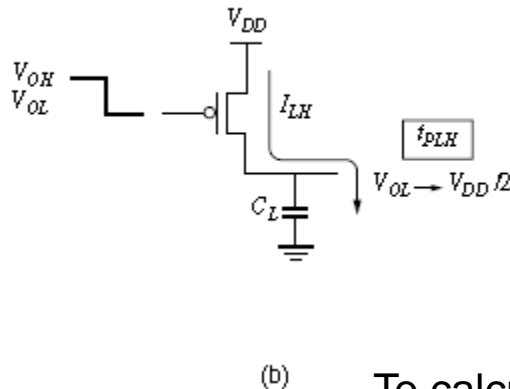 V_DD
V_OH
V_OL
I_LH
t_PLH
V_OL → V_DD /2
C_L
(b)
To calcu